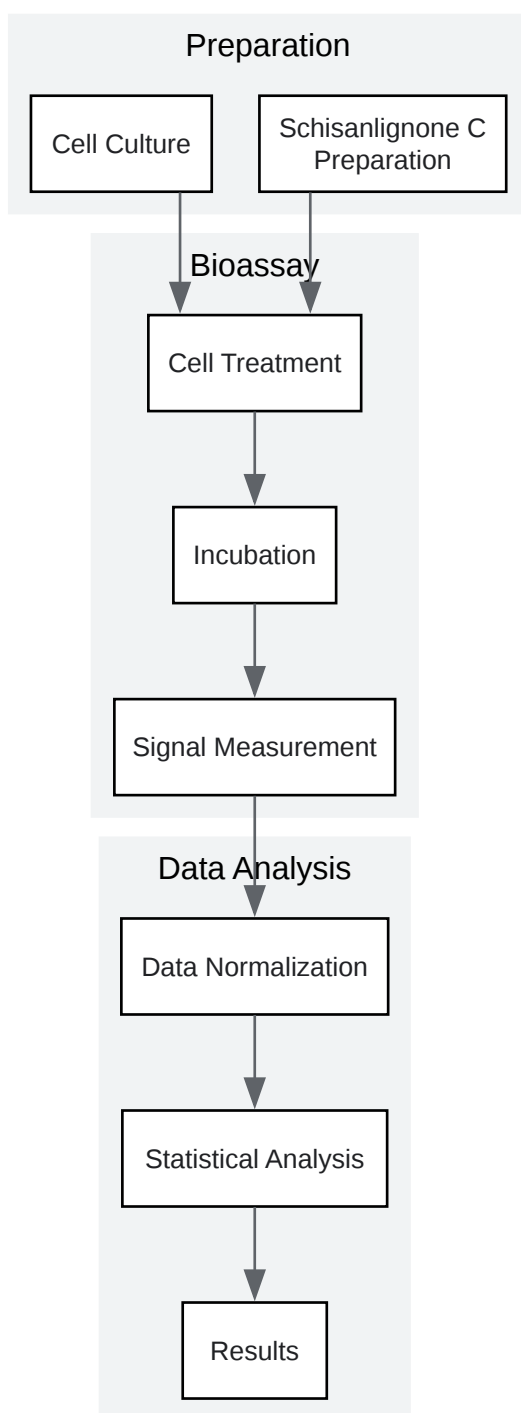 Preparation
Cell Culture
Schisanlignone C
Preparation
Bioassay
Cell Treatment
Incubation
Signal Measurement
Data Analysis
Data Normalization
Statistical Analysis
Results